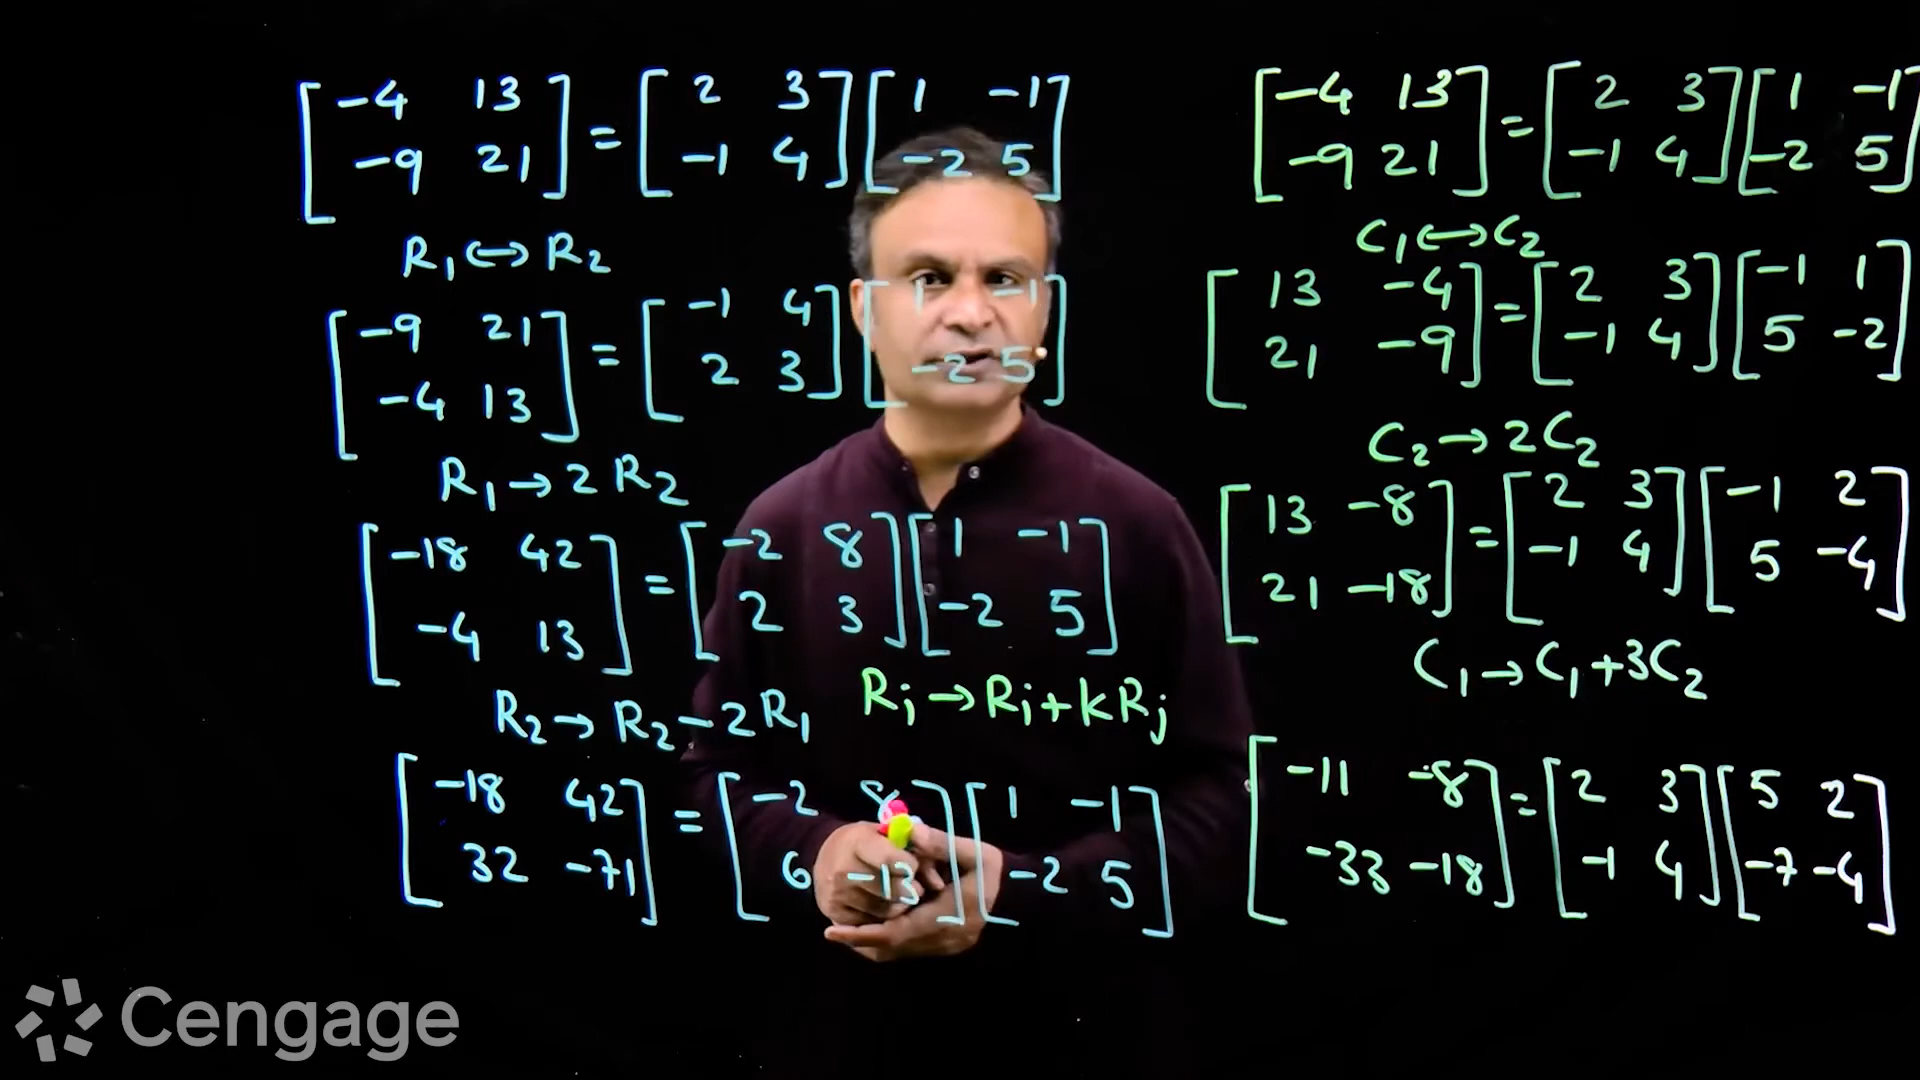 [-4 13] = [2 3] [1 -1]
[-9 21] [-1 4] [-2 5]
R₁ ↔ R₂
[-9 21] = [-1 4] [1 -1]
[-4 13] [2 3] [-2 5]
R₁ → 2R₂
[-18 42] = [-2 8] [1 -1]
[-4 13] [2 3] [-2 5]
R₂ → R₂ - 2R₁
Rᵢ → Rᵢ + kRⱼ
[-18 42] = [-2 8] [1 -1]
[32 -71] [6 -13] [-2 5]
[-4 13] = [2 3] [1 -1]
[-9 21] [-1 4] [-2 5]
C₁ ↔ C₂
[13 -4] = [2 3] [-1 1]
[21 -9] [-1 4] [5 -2]
C₂ → 2C₂
[13 -8] = [2 3] [-1 2]
[21 -18] [-1 4] [5 -4]
C₁ → C₁ + 3C₂
[-11 -8] = [2 3] [5 2]
[-33 -18] [-1 4] [-7 -4]
Cengage